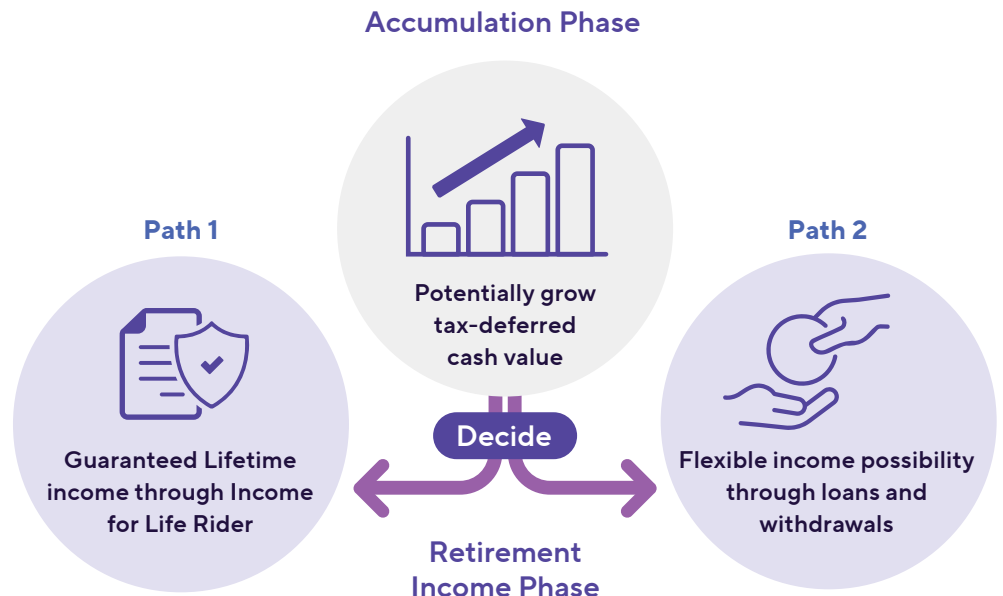 Accumulation Phase
Potentially grow
tax-deferred
cash value
Path 1
Guaranteed Lifetime
income through Income
for Life Rider
Path 2
Flexible income possibility
through loans and
withdrawals
Decide
Retirement
Income Phase